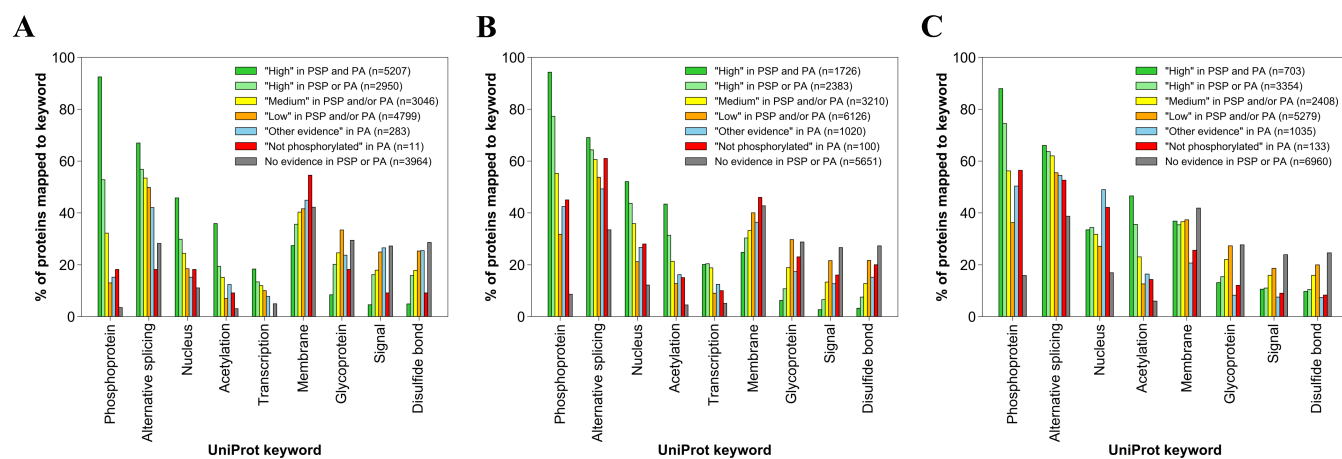 A
% of proteins mapped to keyword
100
80
60
40
20
0
"High" in PSP and PA (n=5207)
"High" in PSP or PA (n=2950)
"Medium" in PSP and/or PA (n=3046)
"Low" in PSP and/or PA (n=4799)
"Other evidence" in PA (n=283)
"Not phosphorylated" in PA (n=11)
No evidence in PSP or PA (n=3964)
Phosphoprotein
Alternative splicing
Nucleus
Acetylation
Transcription
Membrane
Glycoprotein
Signal
Disulfide bond
UniProt keyword
B
% of proteins mapped to keyword
100
80
60
40
20
0
"High" in PSP and PA (n=1726)
"High" in PSP or PA (n=2383)
"Medium" in PSP and/or PA (n=3210)
"Low" in PSP and/or PA (n=6126)
"Other evidence" in PA (n=1020)
"Not phosphorylated" in PA (n=100)
No evidence in PSP or PA (n=5651)
Phosphoprotein
Alternative splicing
Nucleus
Acetylation
Transcription
Membrane
Glycoprotein
Signal
Disulfide bond
UniProt keyword
C
% of proteins mapped to keyword
100
80
60
40
20
0
"High" in PSP and PA (n=703)
"High" in PSP or PA (n=3354)
"Medium" in PSP and/or PA (n=2408)
"Low" in PSP and/or PA (n=5279)
"Other evidence" in PA (n=1035)
"Not phosphorylated" in PA (n=133)
No evidence in PSP or PA (n=6960)
Phosphoprotein
Alternative splicing
Nucleus
Acetylation
Membrane
Glycoprotein
Signal
Disulfide bond
UniProt keyword